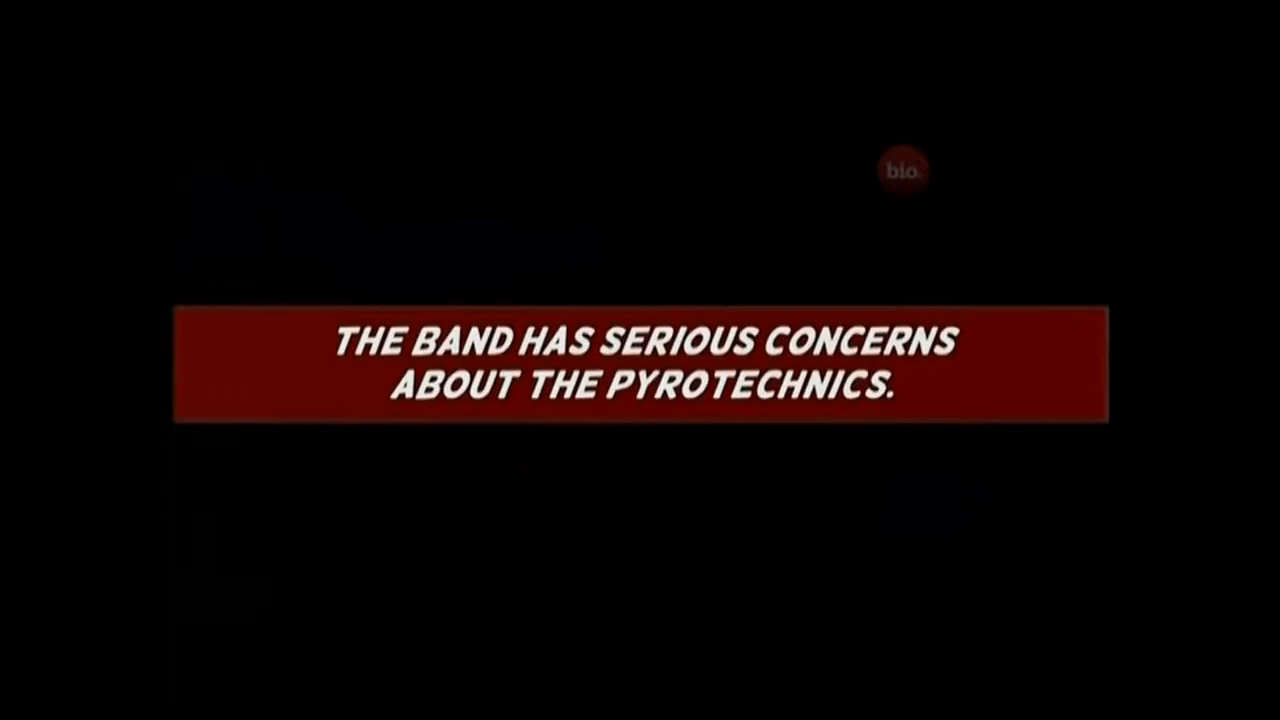 bio.
THE BAND HAS SERIOUS CONCERNS
ABOUT THE PYROTECHNICS.